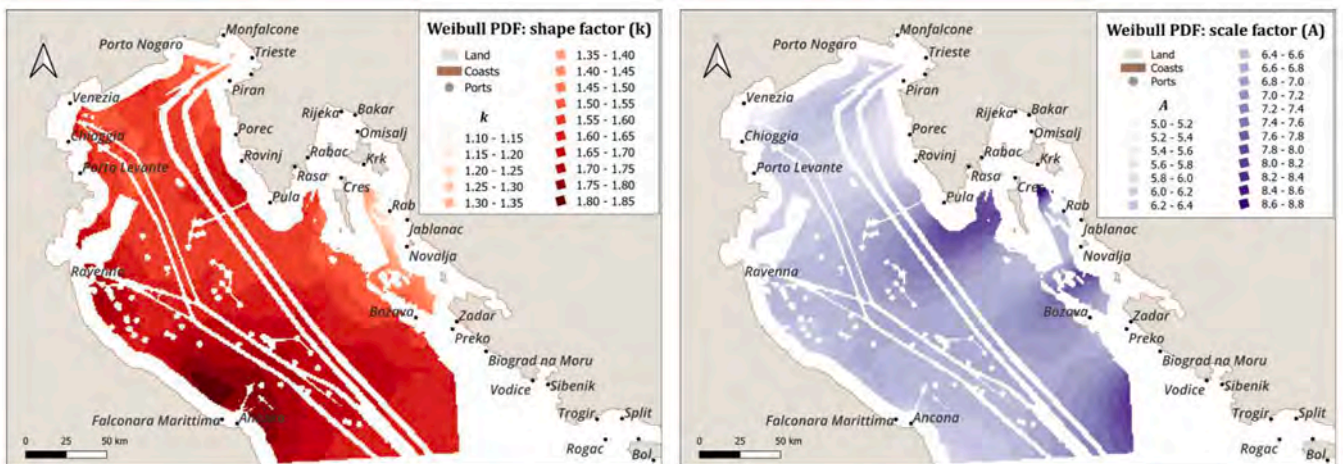 Weibull PDF: shape factor (k)
Land
Coasts
Ports
k
1.10 - 1.15
1.15 - 1.20
1.20 - 1.25
1.25 - 1.30
1.30 - 1.35
1.35 - 1.40
1.40 - 1.45
1.45 - 1.50
1.50 - 1.55
1.55 - 1.60
1.60 - 1.65
1.65 - 1.70
1.70 - 1.75
1.75 - 1.80
1.80 - 1.85
Monfalcone
Porto Nogaro
Trieste
Piran
Venezia
Rijeka
Bakar
Chioggia
Porec
Omisalj
Porto Levante
Rovinj
Rabac
Krk
Rasa
Cres
Pula
Rab
Jablanac
Novalja
Ravenna
Bozava
Zadar
Preko
Biograd na Moru
Vodice
Sibenik
Falconara Marittima
Ancona
Trogir
Split
Rogac
Bol
0 25 50 km
Weibull PDF: scale factor (A)
Land
Coasts
Ports
A
5.0 - 5.2
5.2 - 5.4
5.4 - 5.6
5.6 - 5.8
5.8 - 6.0
6.0 - 6.2
6.2 - 6.4
6.4 - 6.6
6.6 - 6.8
6.8 - 7.0
7.0 - 7.2
7.2 - 7.4
7.4 - 7.6
7.6 - 7.8
7.8 - 8.0
8.0 - 8.2
8.2 - 8.4
8.4 - 8.6
8.6 - 8.8
Monfalcone
Porto Nogaro
Trieste
Piran
Venezia
Rijeka
Bakar
Chioggia
Porec
Omisalj
Porto Levante
Rovinj
Rabac
Krk
Rasa
Cres
Pula
Rab
Jablanac
Novalja
Ravenna
Bozava
Zadar
Preko
Biograd na Moru
Vodice
Sibenik
Falconara Marittima
Ancona
Trogir
Split
Rogac
Bol
0 25 50 km